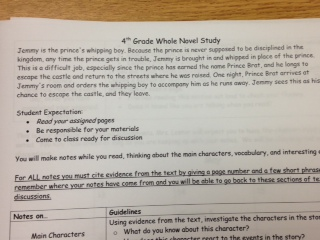 4th Grade Whole Novel Study
Jemmy is the prince's whipping boy. Because the prince is never supposed to be disciplined in the
kingdom, any time the prince gets in trouble, Jemmy is brought in and whipped in place of the prince.
This is a difficult job, especially since the prince has earned the name Prince Brat, and he longs to
escape the castle and return to the streets where he was raised. One night, Prince Brat arrives at
Jemmy's room and orders the whipping boy to accompany him as he runs away. Jemmy sees as his
chance to escape the castle, and they leave.
Student Expectation:
• Read your assigned pages
• Be responsible for your materials
• Come to class ready for discussion
You will make notes while you read, thinking about the main characters, vocabulary, and interesting
For ALL notes you must cite evidence from the text by giving a page number and a few short phrase
remember where your notes have come from and you will be able to go back to these sections of te
discussions.
Notes on… Guidelines
Main Characters Using evidence from the text, investigate the characters in the stor
o What do you know about this character?
character react to the events in the story?